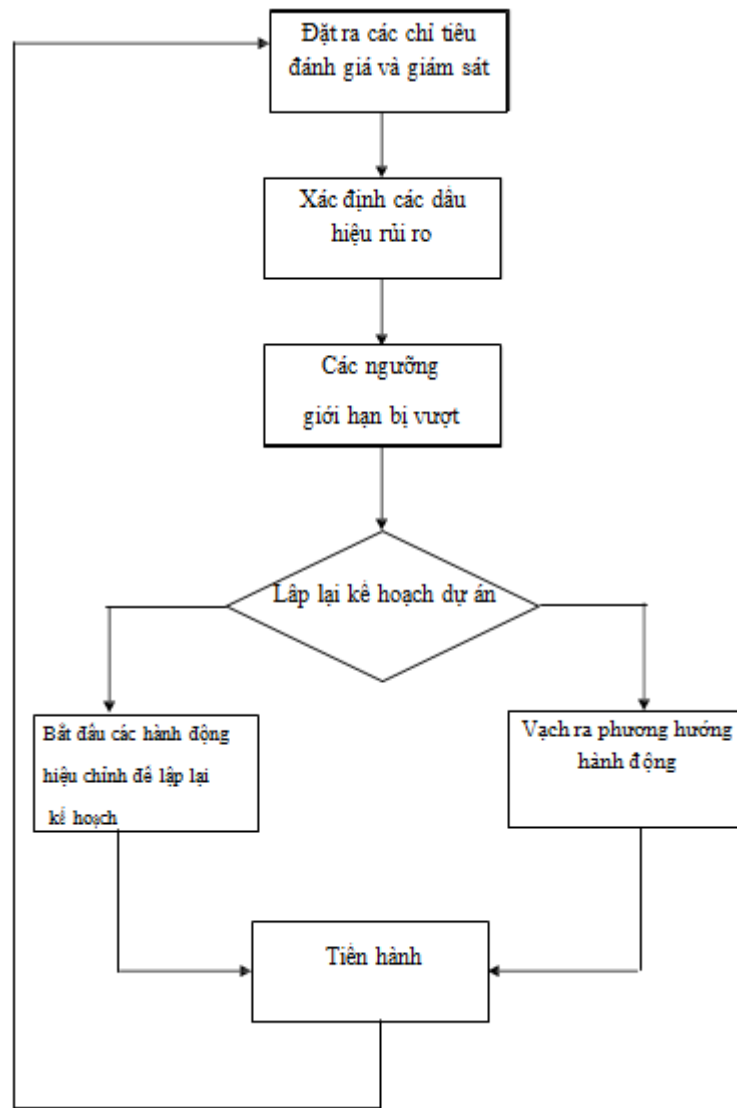 Đặt ra các chỉ tiêu
đánh giá và giám sát
Xác định các dấu
hiệu rủi ro
Các ngưỡng
giới hạn bị vượt
Lâp lại kế hoạch dự án
Bắt đầu các hành động
hiệu chỉnh để lập lại
kế hoạch
Vạch ra phương hướng
hành động
Tiến hành